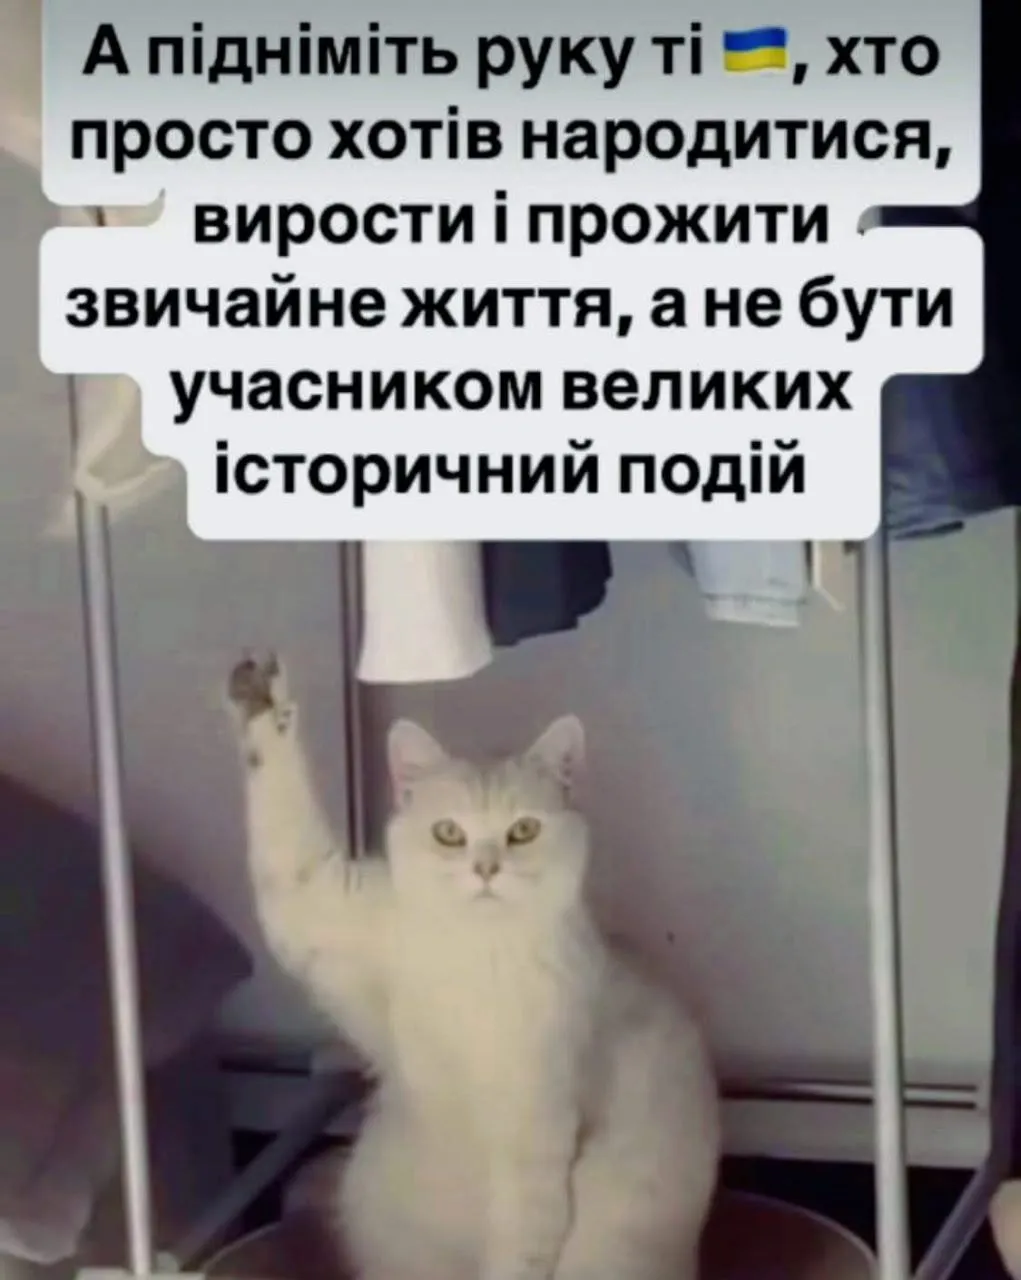 А підніміть руку ті 🇺🇦, хто
просто хотів народитися,
вирости і прожити
звичайне життя, а не бути
учасником великих
історичний подій